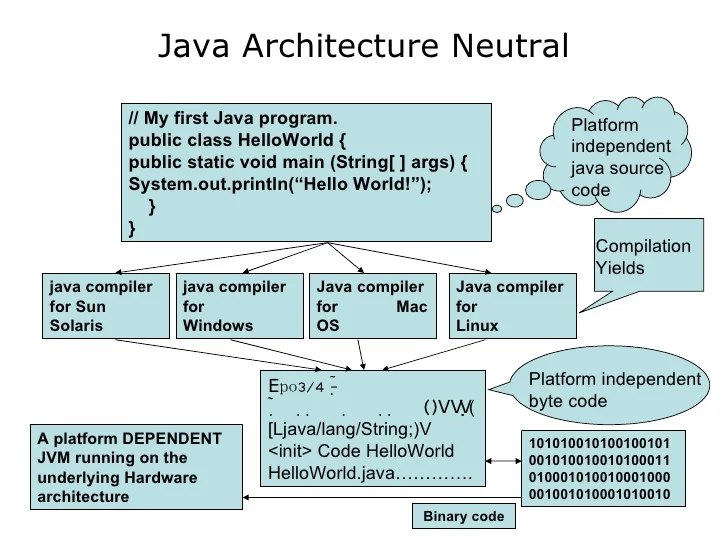 Java Architecture Neutral
// My first Java program.
public class HelloWorld {
public static void main (String[ ] args) {
System.out.println(“Hello World!”);
}
}
Platform
independent
java source
code
Compilation
Yields
java compiler
for Sun
Solaris
java compiler
for
Windows
Java compiler
for Mac
OS
Java compiler
for
Linux
Epo3/4
. . . . . . ()V
[Ljava/lang/String;)V
<init> Code HelloWorld
HelloWorld.java………….
Platform independent
byte code
A platform DEPENDENT
JVM running on the
underlying Hardware
architecture
101010010100100101
001010010010100011
010001010010001000
001001010001010010
Binary code